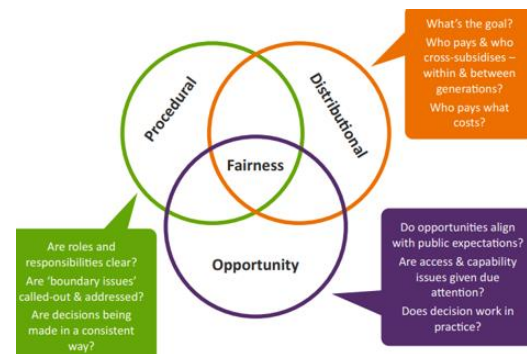 What's the goal?
Who pays & who
cross-subsidises –
within & between
generations?
Who pays what
costs?
Procedural
Distributional
Fairness
Opportunity
Are roles and
responsibilities clear?
Are 'boundary issues'
called-out & addressed?
Are decisions being
made in a consistent
way?
Do opportunities align
with public expectations?
Are access & capability
issues given due
attention?
Does decision work in
practice?